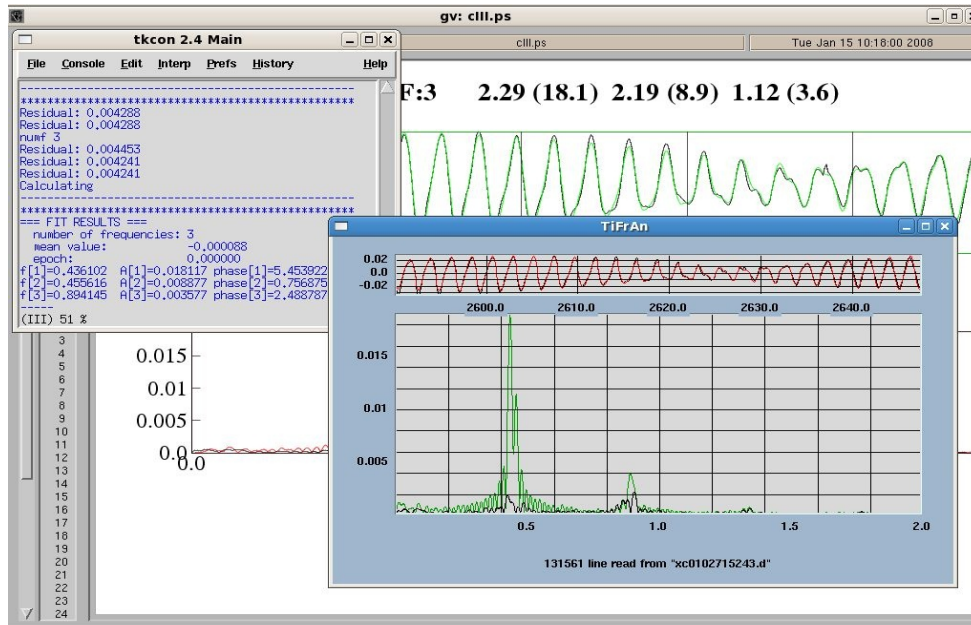 gv: clll.ps
tkcon 2.4 Main
clll.ps
Tue Jan 15 10:18:00 2008
File Console Edit Interp Prefs History Help
F:3 2.29 (18.1) 2.19 (8.9) 1.12 (3.6)
--------------------------------------------------
**************************************************
Residual: 0.004288
Residual: 0.004288
numf 3
Residual: 0.004453
Residual: 0.004241
Residual: 0.004241
Calculating
--------------------------------------------------
**************************************************
=== FIT RESULTS ===
number of frequencies: 3
mean value: -0.000088
epoch: 0.000000
f[1]=0.436102 A[1]=0.018117 phase[1]=5.453922
f[2]=0.455616 A[2]=0.008877 phase[2]=0.756875
f[3]=0.894145 A[3]=0.003577 phase[3]=2.488787
-----
(III) 51 %
TiFrAn
0.02
0.0
-0.02
2600.0 2610.0 2620.0 2630.0 2640.0
0.015
0.01
0.005
0.5 1.0 1.5 2.0
131561 line read from "xc0102715243.d"
3
4
5
6
7
8
9
10
11
12
13
14
15
16
17
18
19
20
21
22
23
24
0.015
0.01
0.005
0.0
0.0